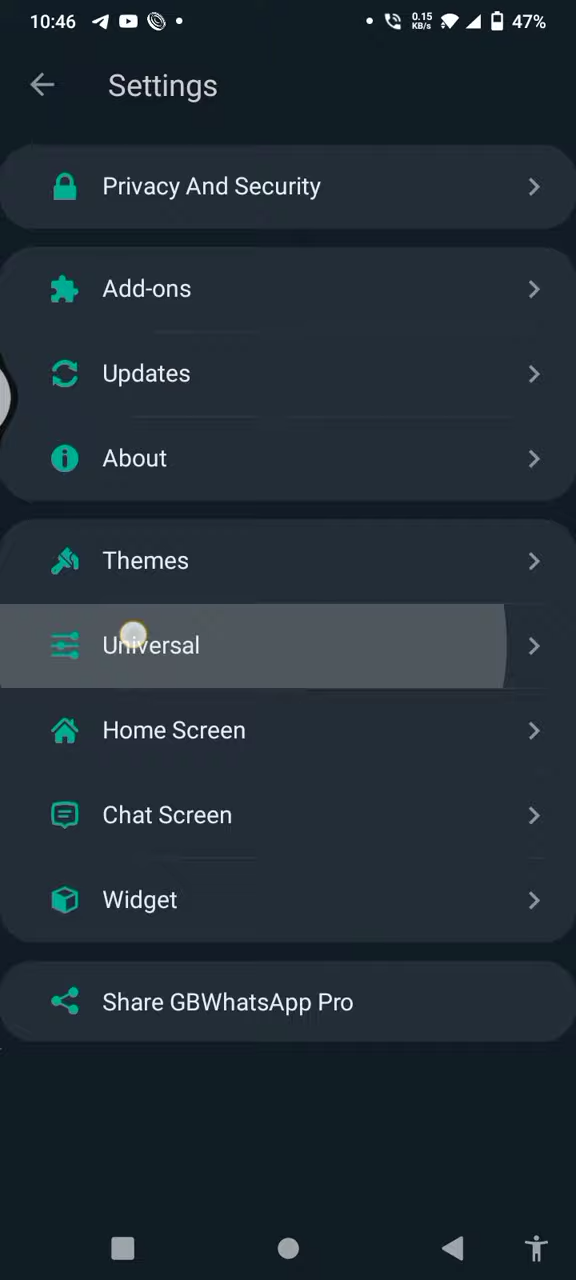 10:46 0.15 KB/s 47%
Settings
Privacy And Security
Add-ons
Updates
About
Themes
Universal
Home Screen
Chat Screen
Widget
Share GBWhatsApp Pro